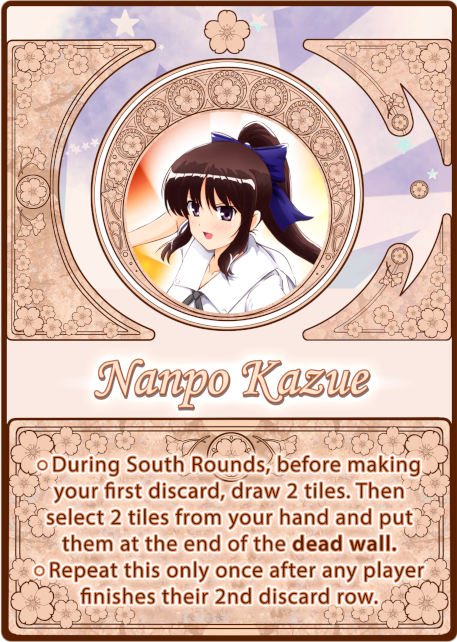 Nanpo Kazue
◦ During South Rounds, before making
your first discard, draw 2 tiles. Then
select 2 tiles from your hand and put
them at the end of the dead wall.
◦ Repeat this only once after any player
finishes their 2nd discard row.